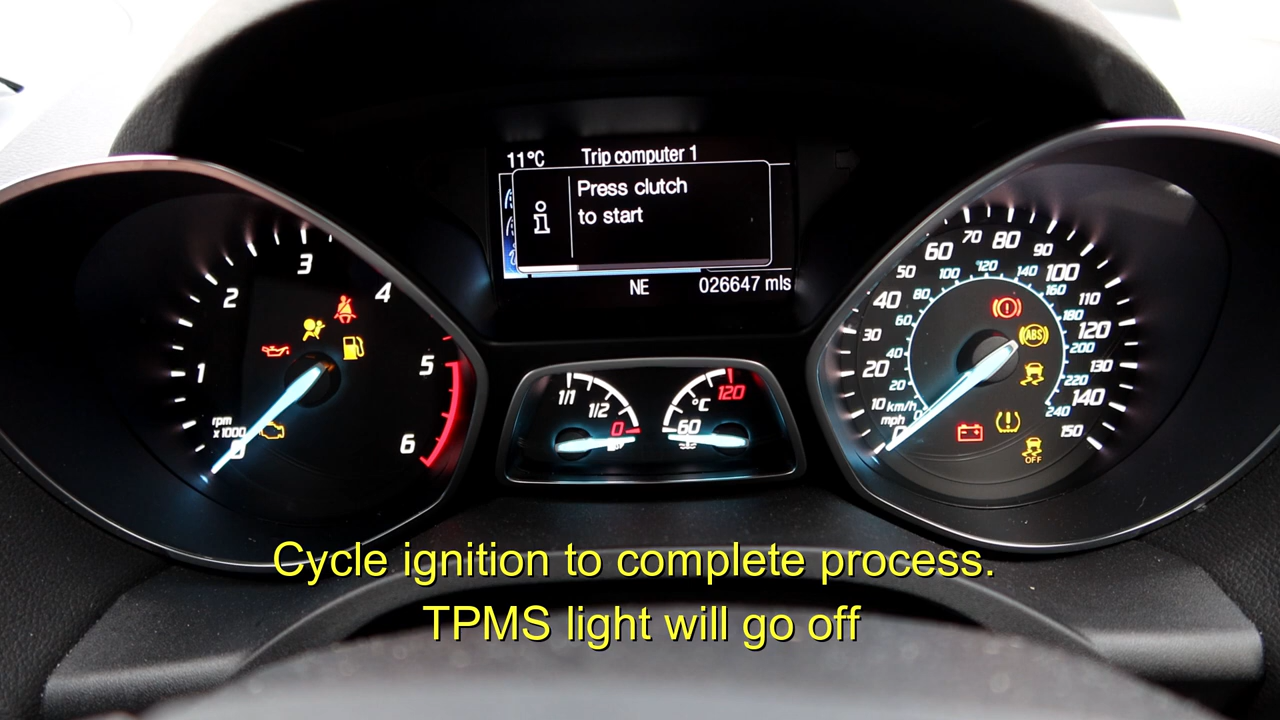 11°C Trip computer 1
Press clutch
to start
NE 026647 mls
1 2 3 4 5 6
rpm
x1000
0
1/1 1/2 0
60 °C 120
10 20 30 40 50 60 70 80 90 100 110 120 130 140 150
20 40 60 80 100 120 140 160 180 200 220 240
km/h
mph
0
ABS
OFF
Cycle ignition to complete process.
TPMS light will go off